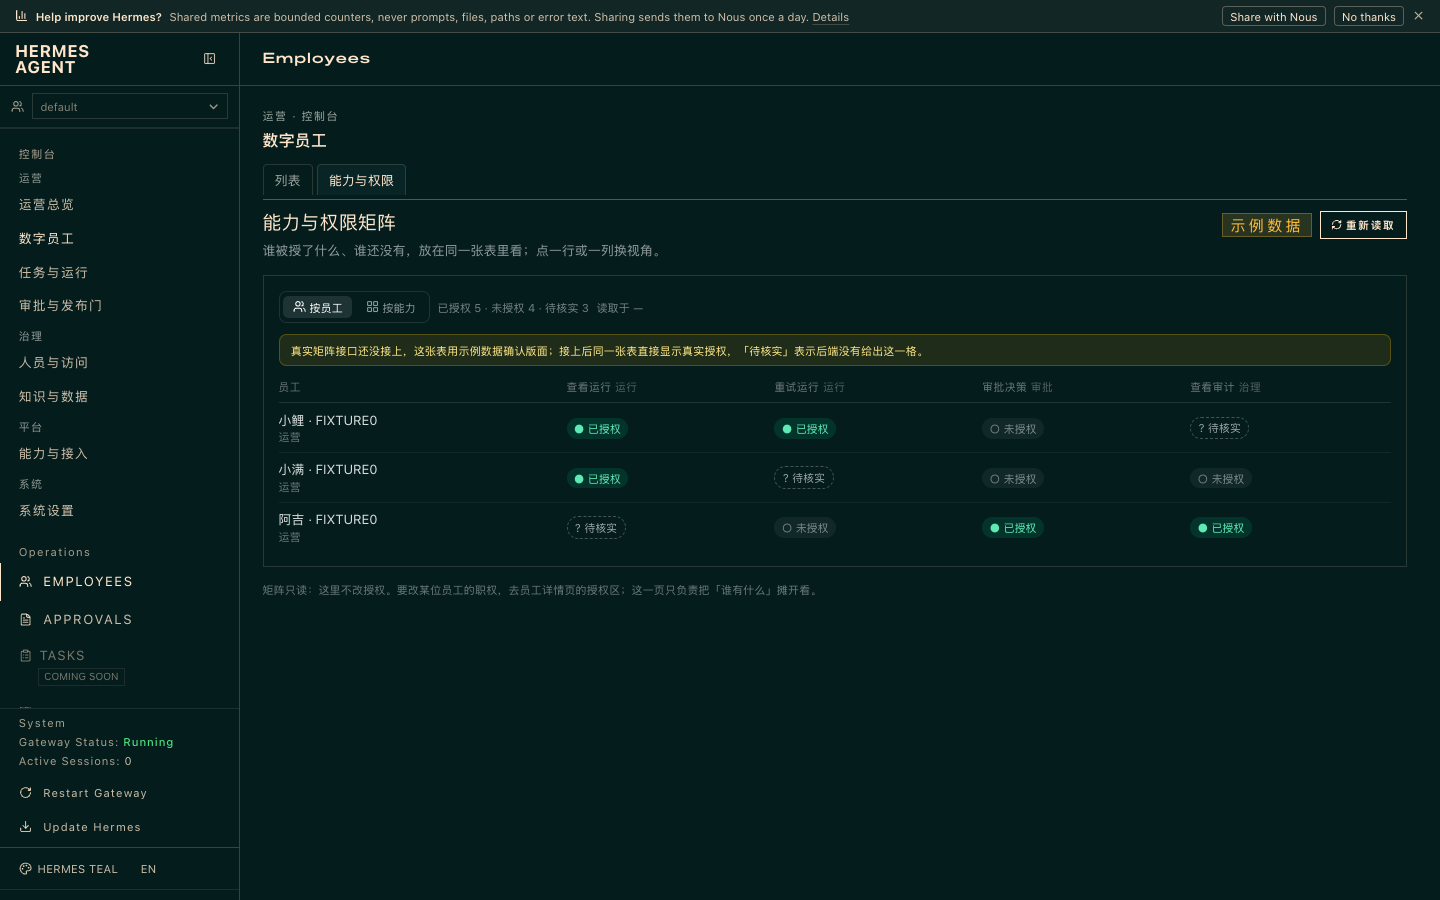 Help improve Hermes? Shared metrics are bounded counters, never prompts, files, paths or error text. Sharing sends them to Nous once a day. Details
Share with Nous
No thanks
HERMES
AGENT
Employees
default
控制台
运营
运营总览
数字员工
任务与运行
审批与发布门
治理
人员与访问
知识与数据
平台
能力与接入
系统
系统设置
Operations
EMPLOYEES
APPROVALS
TASKS
COMING SOON
System
Gateway Status: Running
Active Sessions: 0
Restart Gateway
Update Hermes
HERMES TEAL EN
运营 · 控制台
数字员工
列表 能力与权限
能力与权限矩阵
示例数据
重新读取
谁被授了什么、谁还没有，放在同一张表里看；点一行或一列换视角。
按员工 按能力 已授权 5 · 未授权 4 · 待核实 3 读取于 —
真实矩阵接口还没接上，这张表用示例数据确认版面；接上后同一张表直接显示真实授权，「待核实」表示后端没有给出这一格。
员工 查看运行 运行 重试运行 运行 审批决策 审批 查看审计 治理
小鲤 · FIXTURE0
运营
已授权 已授权 未授权 ? 待核实
小满 · FIXTURE0
运营
已授权 ? 待核实 未授权 未授权
阿吉 · FIXTURE0
运营
? 待核实 未授权 已授权 已授权
矩阵只读：这里不改授权。要改某位员工的职权，去员工详情页的授权区；这一页只负责把「谁有什么」摊开看。